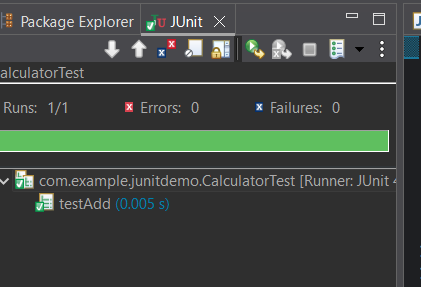 Package Explorer JUnit
alculatorTest
Runs: 1/1 Errors: 0 Failures: 0
com.example.junitdemo.CalculatorTest [Runner: JUnit 4
testAdd (0.005 s)